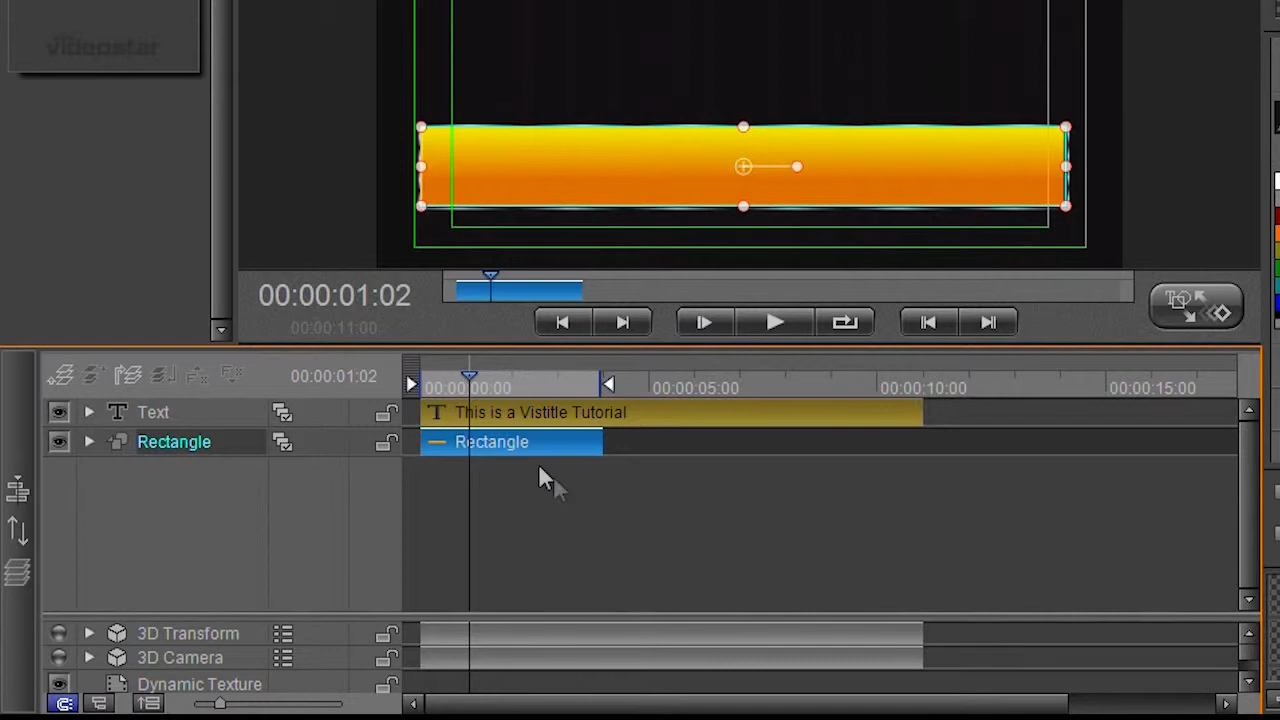 videostar
00:00:01:02
00:00:11:00
00:00:01:02
00:00:00:00
00:00:05:00
00:00:10:00
00:00:15:00
Text
T This is a Vistitle Tutorial
Rectangle
Rectangle
3D Transform
3D Camera
Dynamic Texture